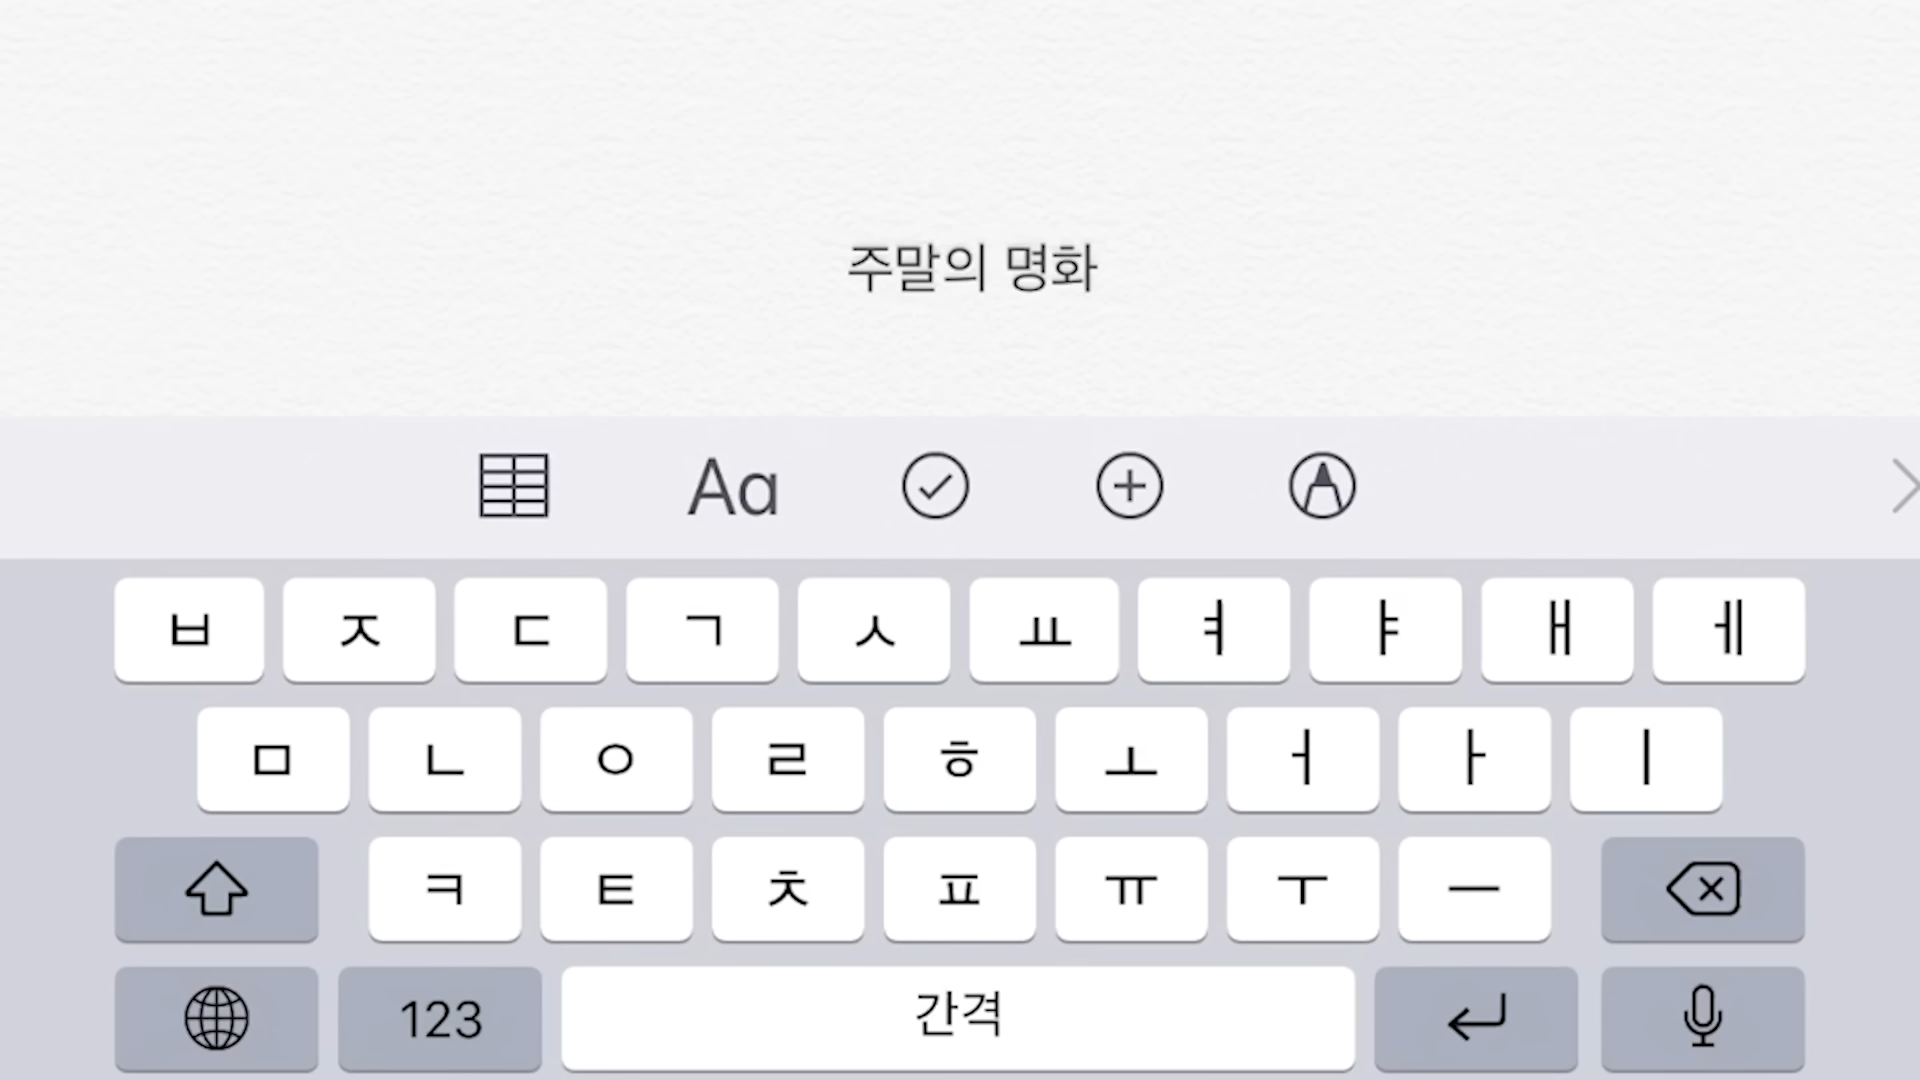 주말의 명화
Aa
ㅂ ㅈ ㄷ ㄱ ㅅ ㅛ ㅕ ㅑ ㅐ ㅔ
ㅁ ㄴ ㅇ ㄹ ㅎ ㅗ ㅓ ㅏ ㅣ
ㅋ ㅌ ㅊ ㅍ ㅠ ㅜ ㅡ
123 간격